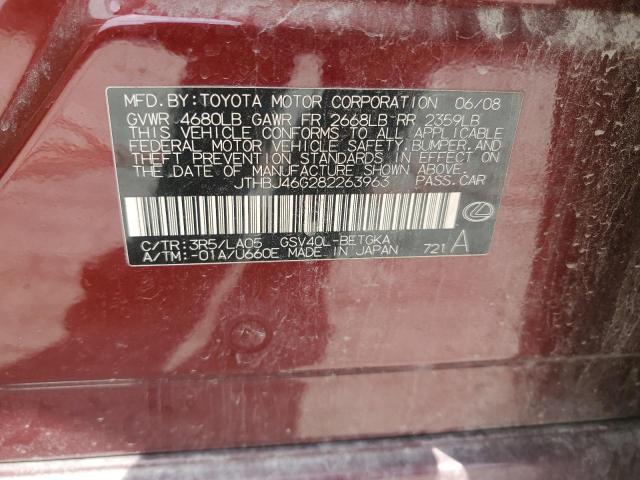 MFD.BY:TOYOTA MOTOR CORPORATION 06/08
GVWR 4680LB GAWR FR 2668LB RR 2359LB
THIS VEHICLE CONFORMS TO ALL APPLICABLE
FEDERAL MOTOR VEHICLE SAFETY, BUMPER, AND
THEFT PREVENTION STANDARDS IN EFFECT ON
THE DATE OF MANUFACTURE SHOWN ABOVE.
JTHBJ46G282263963 PASS.CAR
C/TR: 3R5/LA05 GSV40L-BETGKA
A/TM:-01A/U660E MADE IN JAPAN 721 A